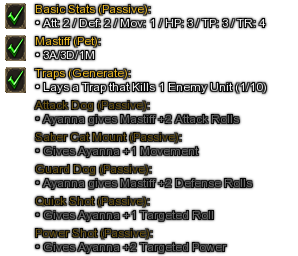 Basic Stats (Passive):
• Att: 2 / Def: 2 / Mov: 1 / HP: 3 / TP: 3 / TR: 4
Mastiff (Pet):
• 3A/3D/1M
Traps (Generate):
• Lays a Trap that Kills 1 Enemy Unit (1/10)
Attack Dog (Passive):
• Ayanna gives Mastiff +2 Attack Rolls
Saber Cat Mount (Passive):
• Gives Ayanna +1 Movement
Guard Dog (Passive):
• Ayanna gives Mastiff +2 Defense Rolls
Quick Shot (Passive):
• Gives Ayanna +1 Targeted Roll
Power Shot (Passive):
• Gives Ayanna +2 Targeted Power